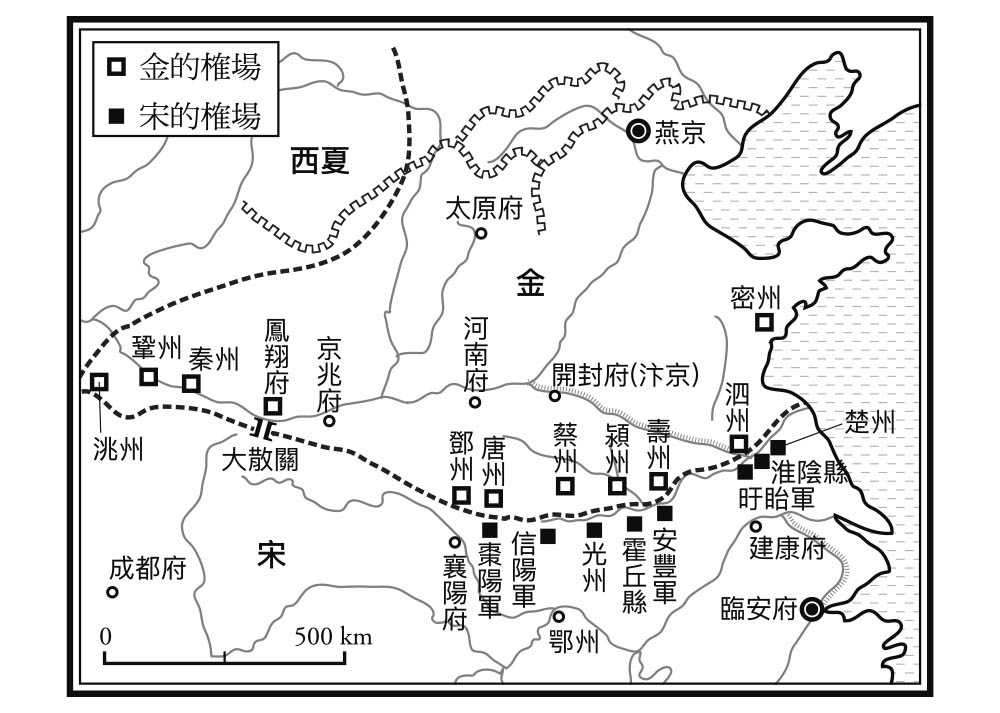 金的榷場
宋的榷場
西夏
燕京
太原府
金
密州
鞏州
秦州
鳳翔府
京兆府
河南府
開封府(汴京)
泗州
楚州
洮州
大散關
鄧州
唐州
蔡州
潁州
壽州
淮陰縣
盱眙軍
建康府
宋
成都府
襄陽府
棗陽軍
信陽軍
光州
霍丘縣
安豐軍
臨安府
鄂州
0 500 km